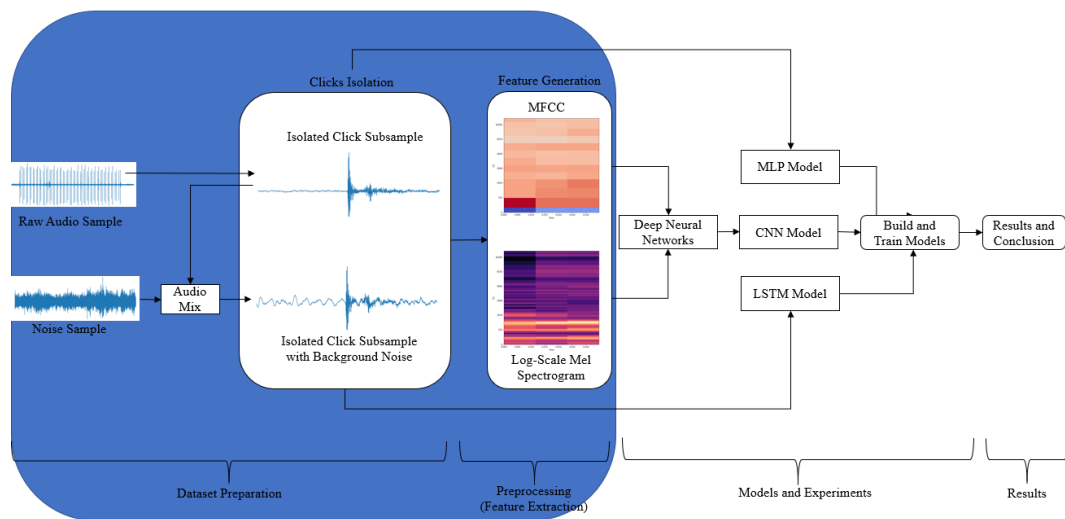 Clicks Isolation
Feature Generation
MFCC
Isolated Click Subsample
MLP Model
Raw Audio Sample
Deep Neural
Networks
CNN Model
Build and
Train Models
Results and
Conclusion
Audio
Mix
LSTM Model
Noise Sample
Isolated Click Subsample
with Background Noise
Log-Scale Mel
Spectrogram
Dataset Preparation
Preprocessing
(Feature Extraction)
Models and Experiments
Results